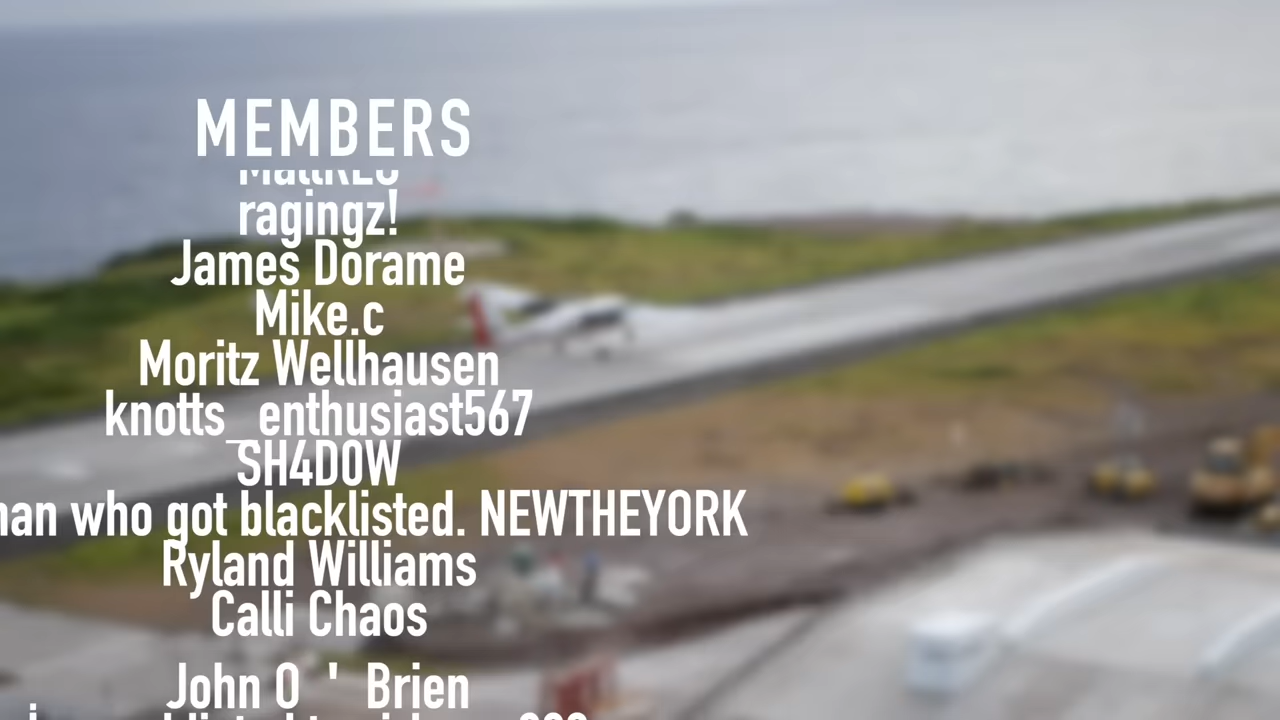 MEMBERS
ragingz!
James Dorame
Mike.c
Moritz Wellhausen
knotts_enthusiast567
SH4D0W
who got blacklisted. NEWTHEYORK
Ryland Williams
Calli Chaos
John O ' Brien